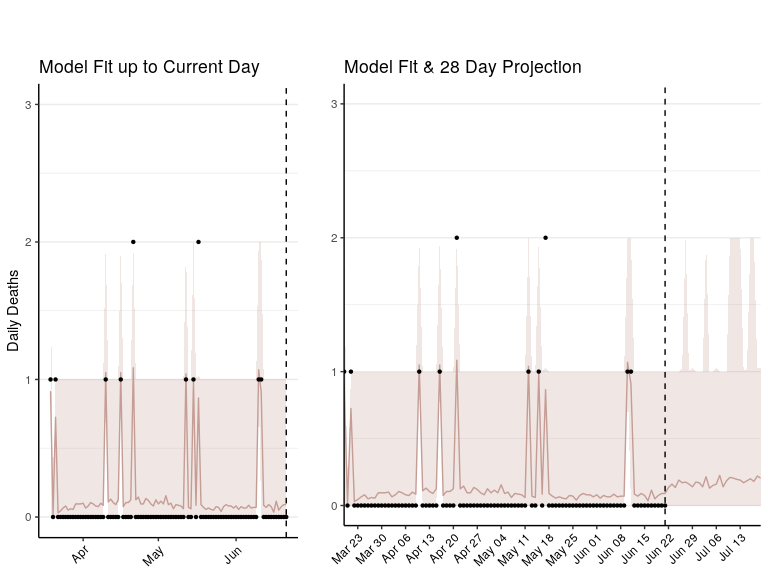 Model Fit up to Current Day
Daily Deaths
3
2
1
0
Apr
May
Jun
Model Fit & 28 Day Projection
3
2
1
0
Mar 23
Mar 30
Apr 06
Apr 13
Apr 20
Apr 27
May 04
May 11
May 18
May 25
Jun 01
Jun 08
Jun 15
Jun 22
Jun 29
Jul 06
Jul 13